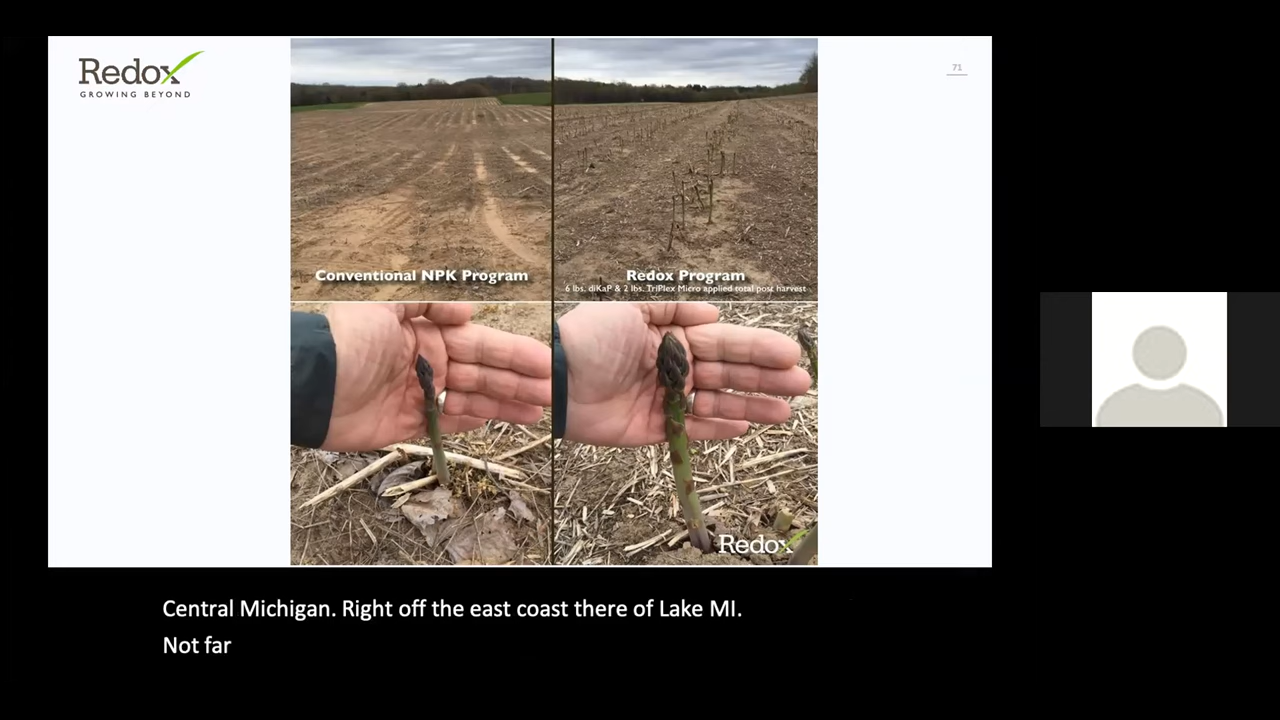 Redox
GROWING BEYOND
71
Conventional NPK Program
Redox Program
6 lbs. diKaP & 2 lbs. TriPlex Micro applied total post harvest
Redox
Central Michigan. Right off the east coast there of Lake MI.
Not far